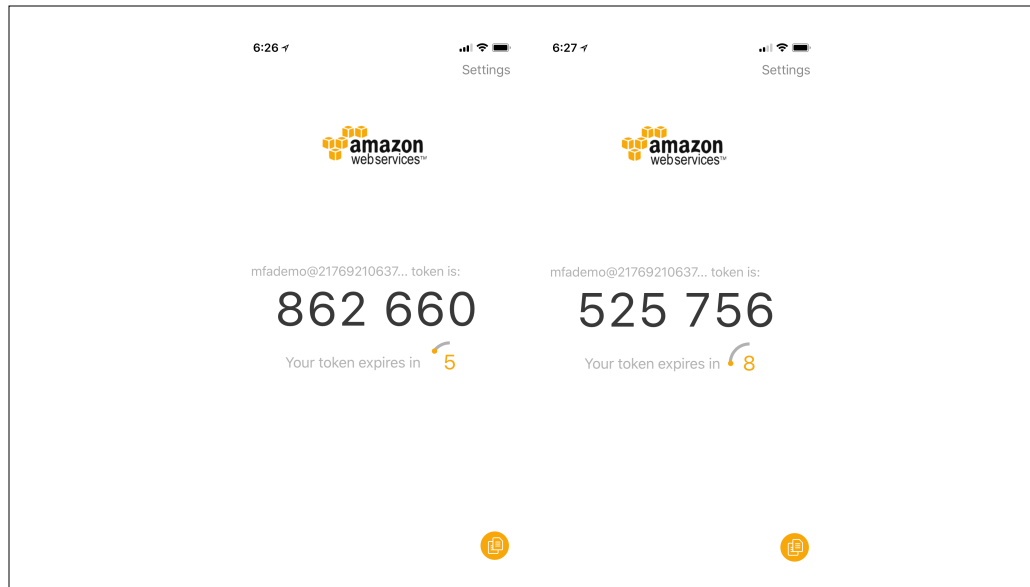 6:26
Settings
amazon
webservices™
mfademo@21769210637... token is:
862 660
Your token expires in 5
6:27
Settings
amazon
webservices™
mfademo@21769210637... token is:
525 756
Your token expires in 8